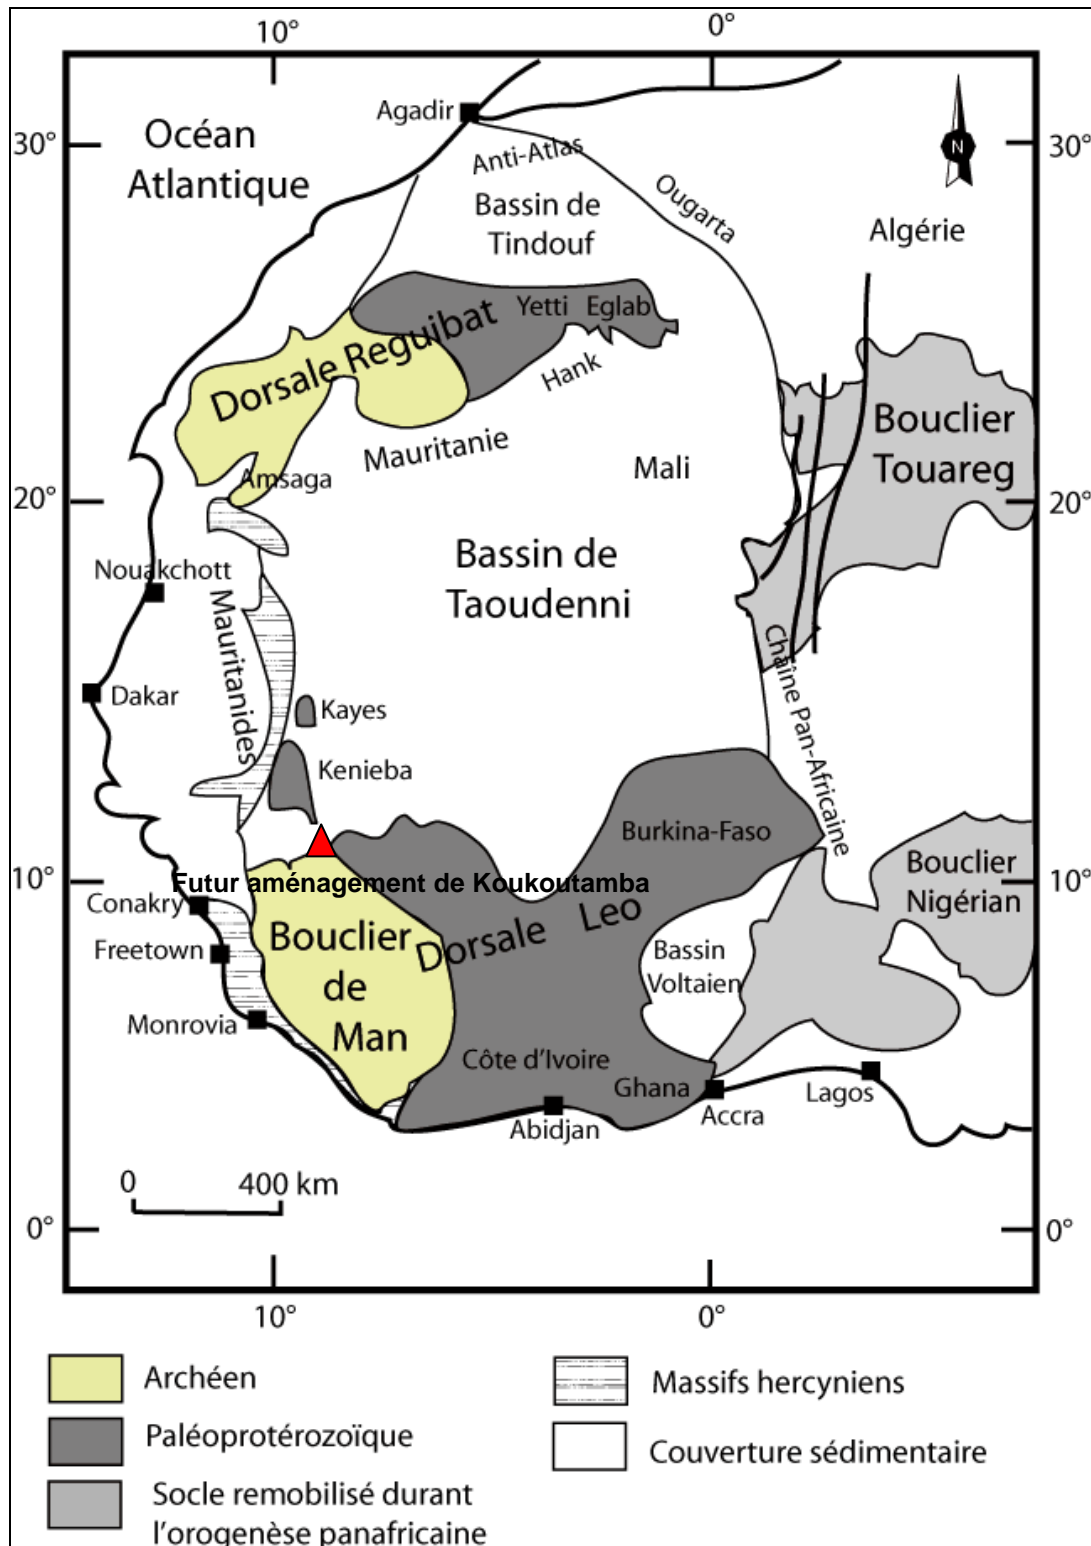 10°
0°
Océan
Atlantique
Agadir
30°
30°
N
Anti-Atlas
Ougarta
Bassin de
Tindouf
Algérie
Yetti
Eglab
Dorsale Reguibat
Hank
Bouclier
Touareg
Mauritanie
Mali
Amsaga
20°
20°
Bassin de
Taoudenni
Nouakchott
Mauritanides
Chaîne Pan-Africaine
Dakar
Kayes
Kenieba
Burkina-Faso
10°
10°
Futur aménagement de Koukoutamba
Bouclier
Nigérian
Conakry
Dorsale Leo
Bouclier
de
Man
Freetown
Bassin
Voltaien
Monrovia
Côte d'Ivoire
Ghana
Lagos
Accra
Abidjan
0
400 km
0°
0°
10°
0°
Archéen
Massifs hercyniens
Paléoprotérozoïque
Couverture sédimentaire
Socle remobilisé durant
l'orogenèse panafricaine